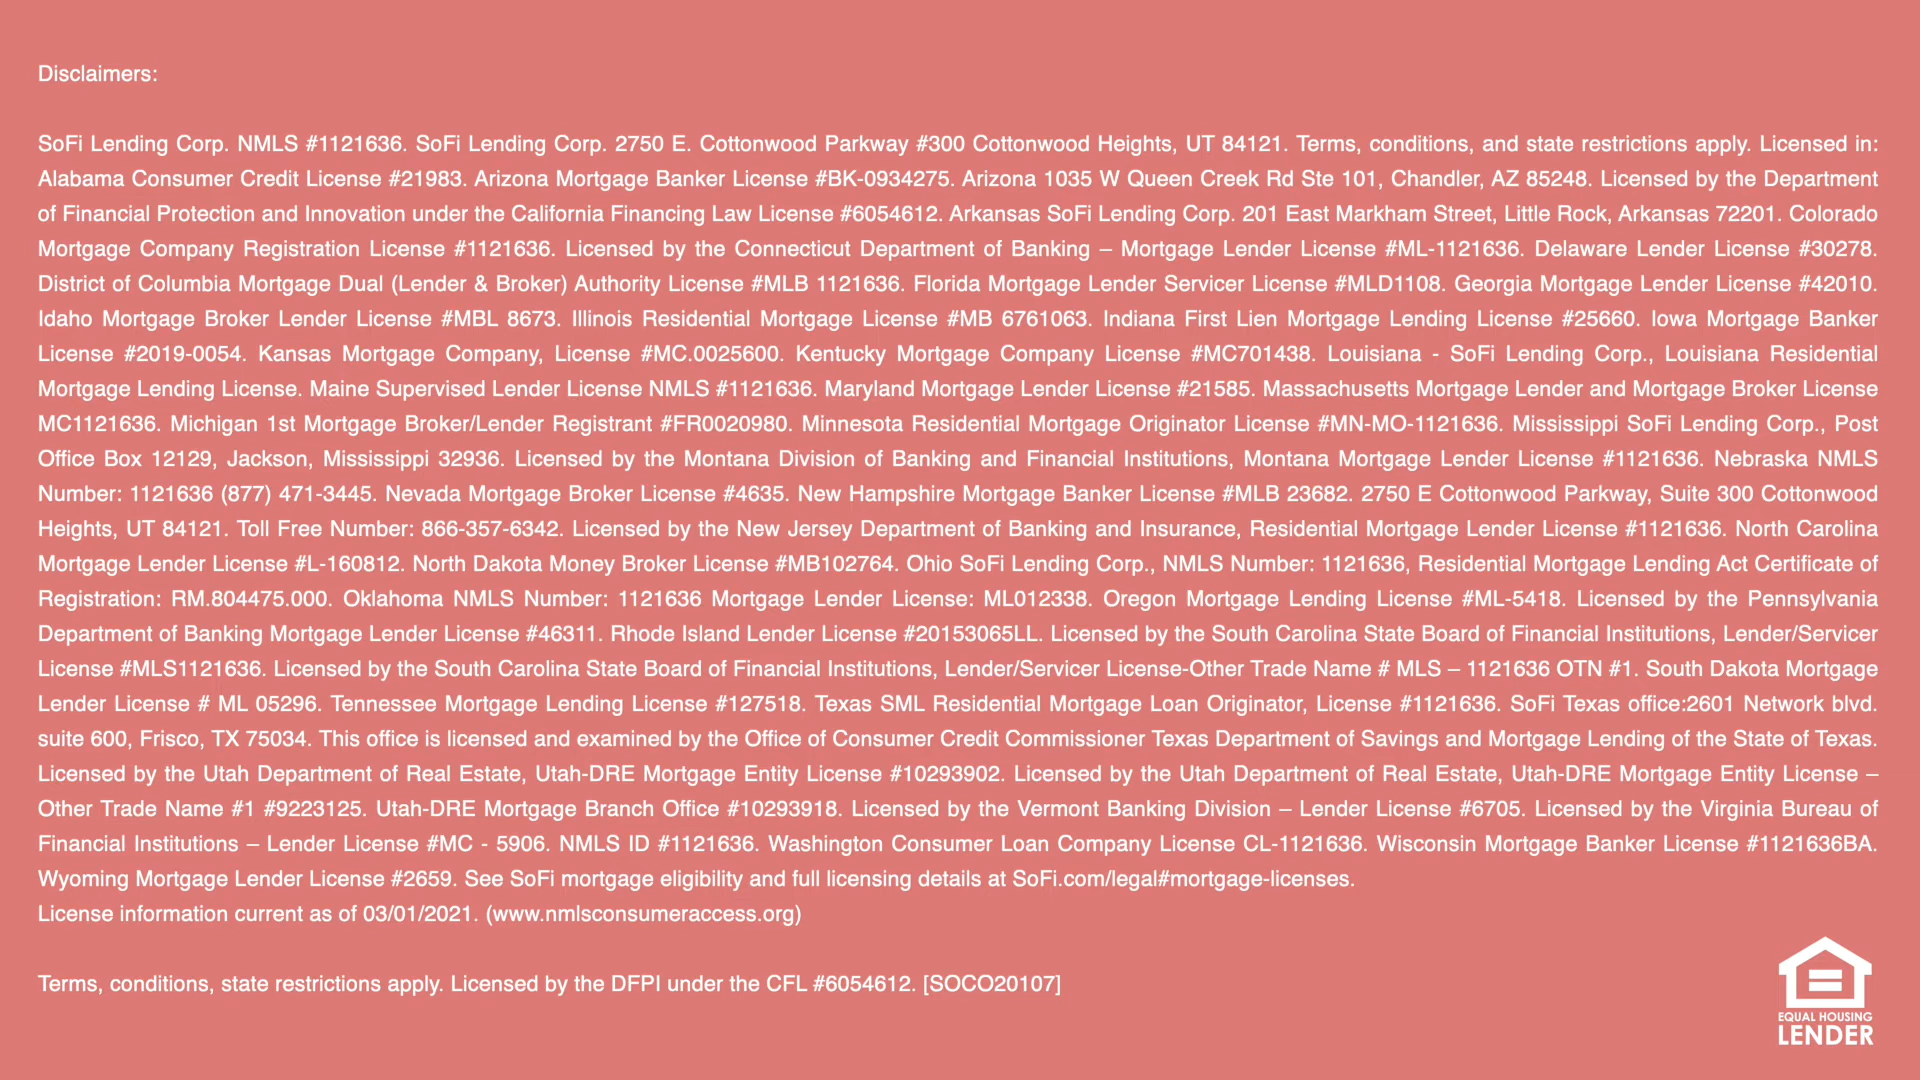 Disclaimers:
SoFi Lending Corp. NMLS #1121636. SoFi Lending Corp. 2750 E. Cottonwood Parkway #300 Cottonwood Heights, UT 84121. Terms, conditions, and state restrictions apply. Licensed in:
Alabama Consumer Credit License #21983. Arizona Mortgage Banker License #BK-0934275. Arizona 1035 W Queen Creek Rd Ste 101, Chandler, AZ 85248. Licensed by the Department
of Financial Protection and Innovation under the California Financing Law License #6054612. Arkansas SoFi Lending Corp. 201 East Markham Street, Little Rock, Arkansas 72201. Colorado
Mortgage Company Registration License #1121636. Licensed by the Connecticut Department of Banking – Mortgage Lender License #ML-1121636. Delaware Lender License #30278.
District of Columbia Mortgage Dual (Lender & Broker) Authority License #MLB 1121636. Florida Mortgage Lender Servicer License #MLD1108. Georgia Mortgage Lender License #42010.
Idaho Mortgage Broker Lender License #MBL 8673. Illinois Residential Mortgage License #MB 6761063. Indiana First Lien Mortgage Lending License #25660. Iowa Mortgage Banker
License #2019-0054. Kansas Mortgage Company, License #MC.0025600. Kentucky Mortgage Company License #MC701438. Louisiana - SoFi Lending Corp., Louisiana Residential
Mortgage Lending License. Maine Supervised Lender License NMLS #1121636. Maryland Mortgage Lender License #21585. Massachusetts Mortgage Lender and Mortgage Broker License
MC1121636. Michigan 1st Mortgage Broker/Lender Registrant #FR0020980. Minnesota Residential Mortgage Originator License #MN-MO-1121636. Mississippi SoFi Lending Corp., Post
Office Box 12129, Jackson, Mississippi 32936. Licensed by the Montana Division of Banking and Financial Institutions, Montana Mortgage Lender License #1121636. Nebraska NMLS
Number: 1121636 (877) 471-3445. Nevada Mortgage Broker License #4635. New Hampshire Mortgage Banker License #MLB 23682. 2750 E Cottonwood Parkway, Suite 300 Cottonwood
Heights, UT 84121. Toll Free Number: 866-357-6342. Licensed by the New Jersey Department of Banking and Insurance, Residential Mortgage Lender License #1121636. North Carolina
Mortgage Lender License #L-160812. North Dakota Money Broker License #MB102764. Ohio SoFi Lending Corp., NMLS Number: 1121636, Residential Mortgage Lending Act Certificate of
Registration: RM.804475.000. Oklahoma NMLS Number: 1121636 Mortgage Lender License: ML012338. Oregon Mortgage Lending License #ML-5418. Licensed by the Pennsylvania
Department of Banking Mortgage Lender License #46311. Rhode Island Lender License #20153065LL. Licensed by the South Carolina State Board of Financial Institutions, Lender/Servicer
License #MLS1121636. Licensed by the South Carolina State Board of Financial Institutions, Lender/Servicer License-Other Trade Name # MLS – 1121636 OTN #1. South Dakota Mortgage
Lender License # ML 05296. Tennessee Mortgage Lending License #127518. Texas SML Residential Mortgage Loan Originator, License #1121636. SoFi Texas office:2601 Network blvd.
suite 600, Frisco, TX 75034. This office is licensed and examined by the Office of Consumer Credit Commissioner Texas Department of Savings and Mortgage Lending of the State of Texas.
Licensed by the Utah Department of Real Estate, Utah-DRE Mortgage Entity License #10293902. Licensed by the Utah Department of Real Estate, Utah-DRE Mortgage Entity License –
Other Trade Name #1 #9223125. Utah-DRE Mortgage Branch Office #10293918. Licensed by the Vermont Banking Division – Lender License #6705. Licensed by the Virginia Bureau of
Financial Institutions – Lender License #MC - 5906. NMLS ID #1121636. Washington Consumer Loan Company License CL-1121636. Wisconsin Mortgage Banker License #1121636BA.
Wyoming Mortgage Lender License #2659. See SoFi mortgage eligibility and full licensing details at SoFi.com/legal#mortgage-licenses.
License information current as of 03/01/2021. (www.nmlsconsumeraccess.org)
Terms, conditions, state restrictions apply. Licensed by the DFPI under the CFL #6054612. [SOCO20107]
EQUAL HOUSING
LENDER